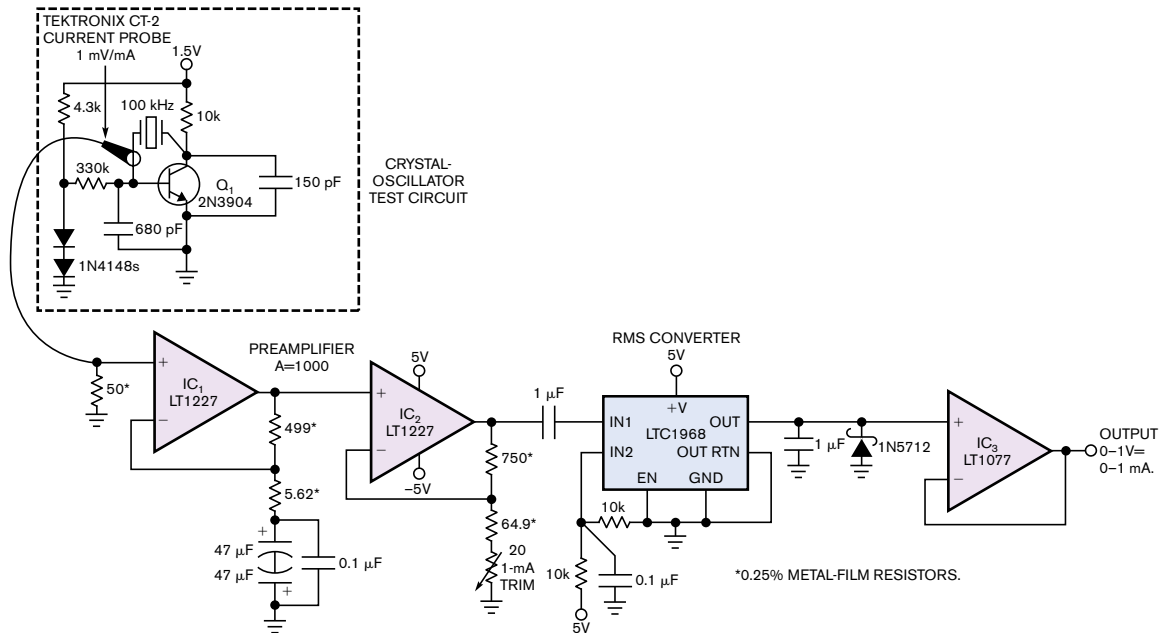 TEKTRONIX CT-2
CURRENT PROBE
1 mV/mA
1.5V
4.3k
100 kHz
10k
330k
Q1
2N3904
150 pF
680 pF
1N4148s
CRYSTAL-
OSCILLATOR
TEST CIRCUIT
PREAMPLIFIER
A=1000
50*
+
−
IC1
LT1227
499*
5.62*
+
47 µF
47 µF
+
0.1 µF
5V
+
−
IC2
LT1227
−5V
750*
64.9*
20
1-mA
TRIM
1 µF
RMS CONVERTER
5V
+V
IN1
OUT
LTC1968
IN2
OUT RTN
EN
GND
10k
10k
0.1 µF
5V
1 µF
1N5712
+
−
IC3
LT1077
OUTPUT
0–1V=
0–1 mA.
*0.25% METAL-FILM RESISTORS.